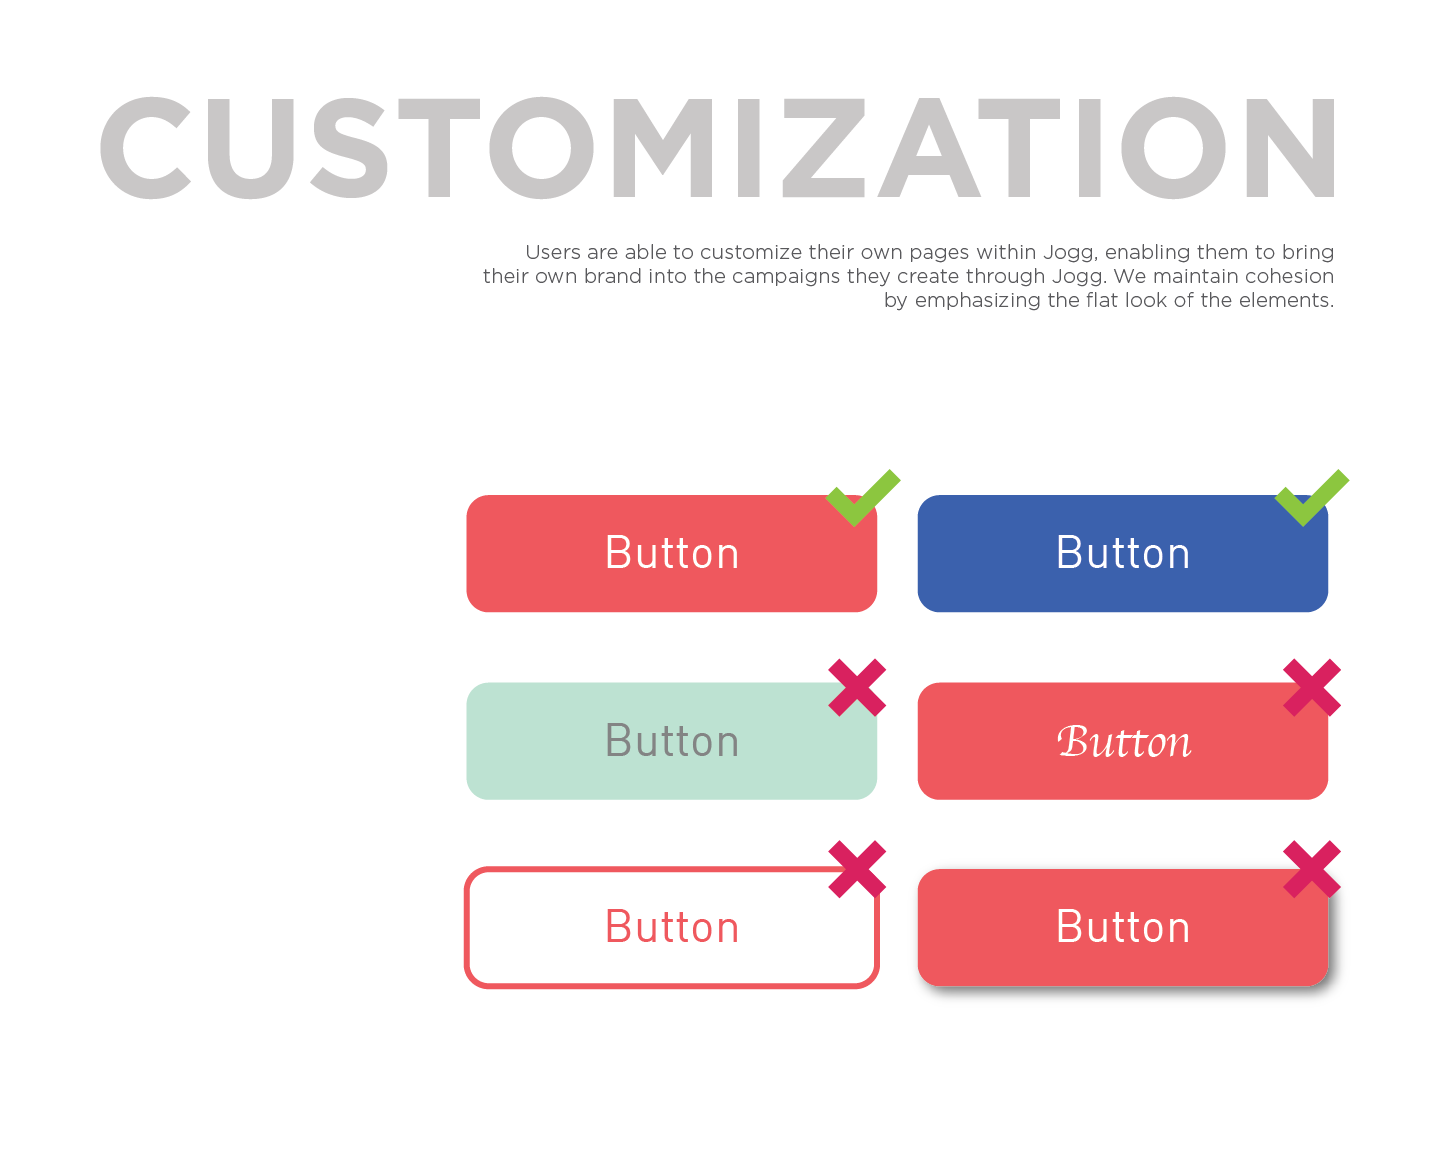 CUSTOMIZATION
Users are able to customize their own pages within Jogg, enabling them to bring
their own brand into the campaigns they create through Jogg. We maintain cohesion
by emphasizing the flat look of the elements.
Button
Button
Button
Button
Button
Button